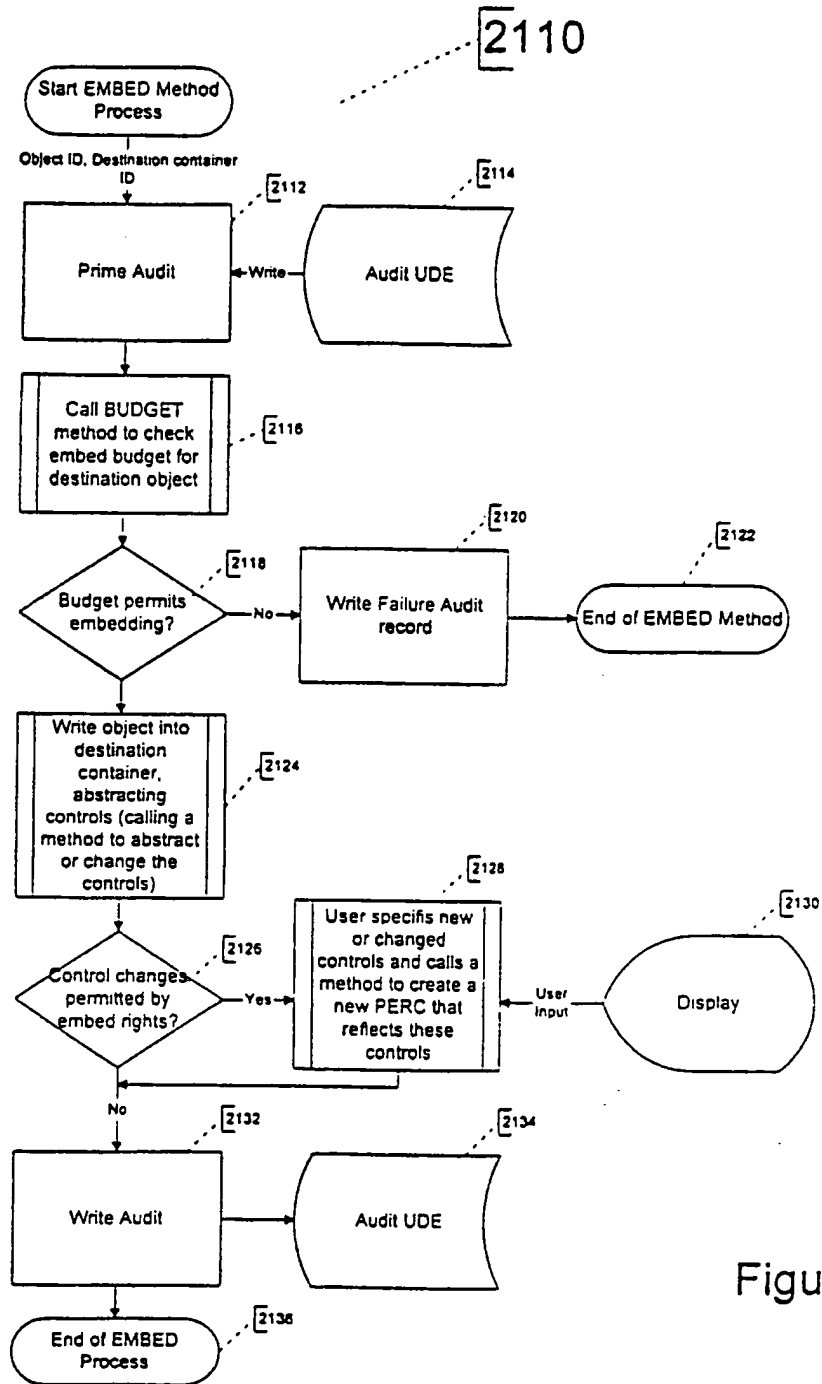 2110
Start EMBED Method
Process
Object ID, Destination container
ID
2112
2114
Prime Audit
Write
Audit UDE
Call BUDGET
method to check
embed budget for
destination object
2116
2118
Budget permits
embedding?
No
2120
Write Failure Audit
record
2122
End of EMBED Method
Write object into
destination
container,
abstracting
controls (calling a
method to abstract
or change the
controls)
2124
2126
Control changes
permitted by
embed rights?
Yes
2128
User specifis new
or changed
controls and calls a
method to create a
new PERC that
reflects these
controls
User
Input
2130
Display
No
2132
Write Audit
2134
Audit UDE
Figu
End of EMBED
Process
2136